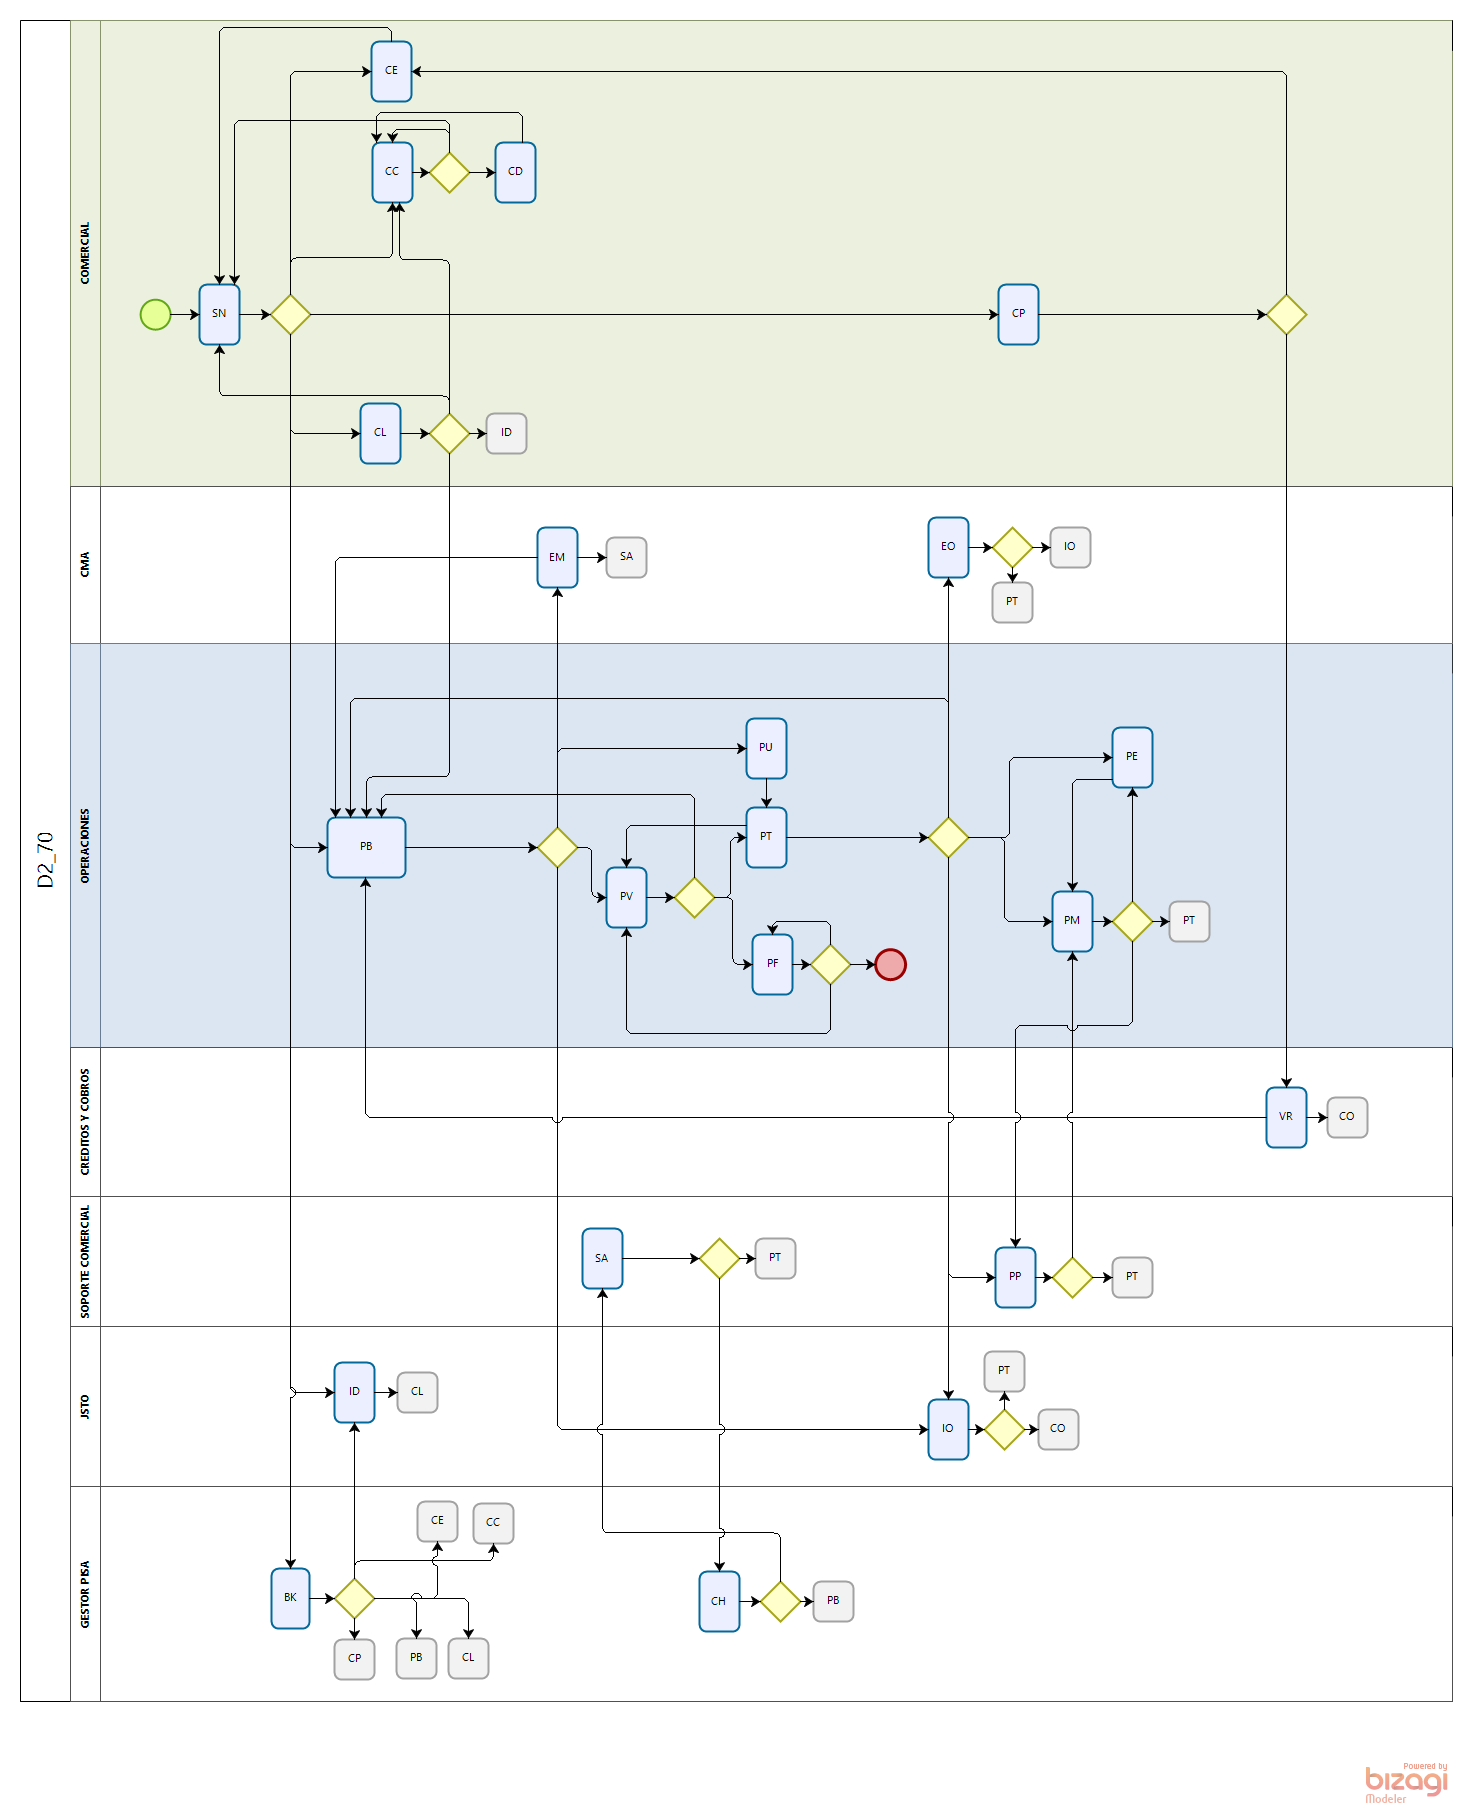 D2_70
COMERCIAL
CE
CC
CD
SN
CP
CL
ID
CMA
EM
SA
EO
IO
PT
OPERACIONES
PU
PE
PB
PT
PV
PM
PT
PF
CREDITOS Y COBROS
VR
CO
SOPORTE COMERCIAL
SA
PT
PP
PT
JSTO
ID
CL
PT
IO
CO
GESTOR PISA
CE
CC
BK
CH
PB
CP
PB
CL
Powered by
bizagi
Modeler